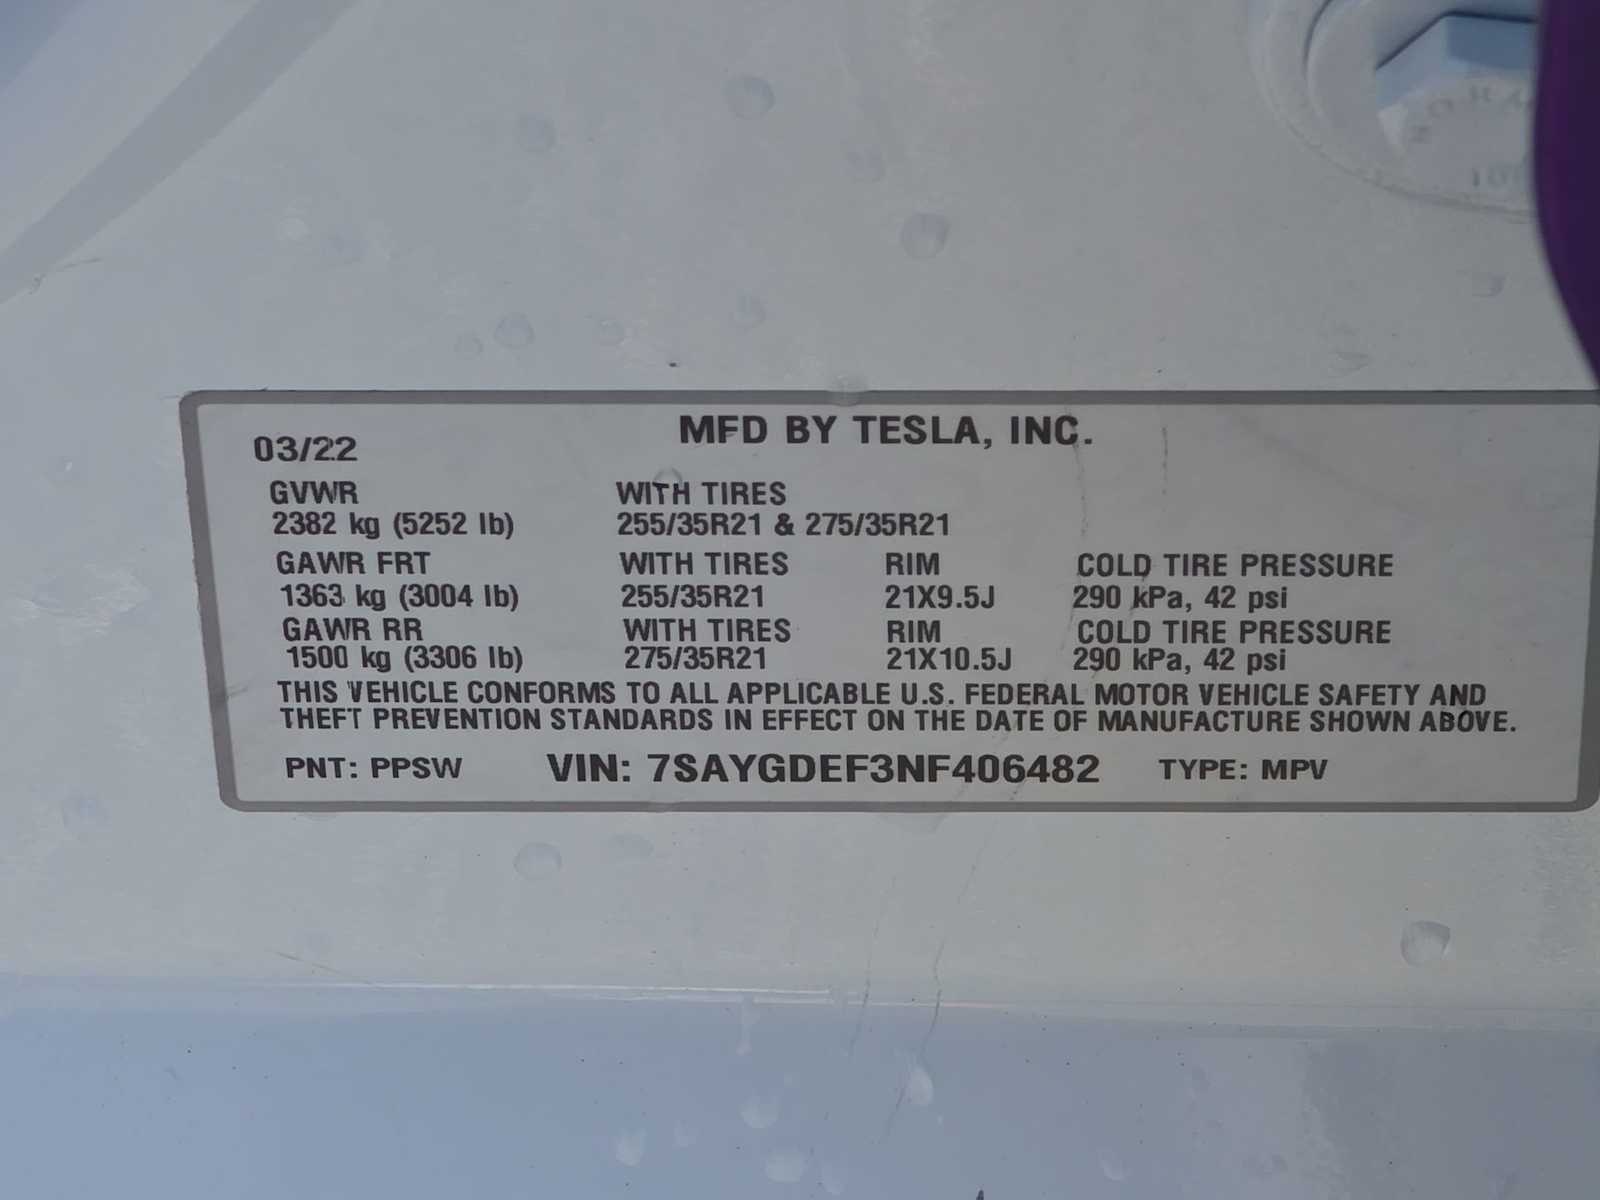 MFD BY TESLA, INC.
03/22
GVWR WITH TIRES
2382 kg (5252 lb) 255/35R21 & 275/35R21
GAWR FRT WITH TIRES RIM COLD TIRE PRESSURE
1363 kg (3004 lb) 255/35R21 21X9.5J 290 kPa, 42 psi
GAWR RR WITH TIRES RIM COLD TIRE PRESSURE
1500 kg (3306 lb) 275/35R21 21X10.5J 290 kPa, 42 psi
THIS VEHICLE CONFORMS TO ALL APPLICABLE U.S. FEDERAL MOTOR VEHICLE SAFETY AND
THEFT PREVENTION STANDARDS IN EFFECT ON THE DATE OF MANUFACTURE SHOWN ABOVE.
PNT: PPSW VIN: 7SAYGDEF3NF406482 TYPE: MPV